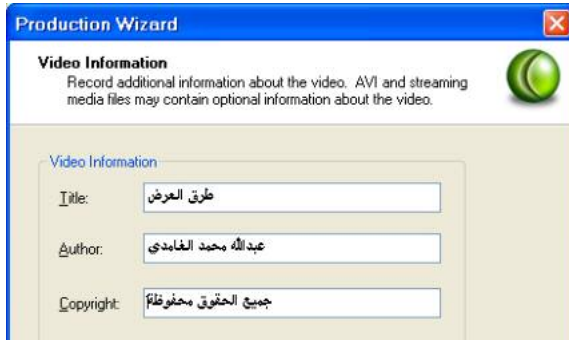 Production Wizard
Video Information
Record additional information about the video. AVI and streaming
media files may contain optional information about the video.
Video Information
Title: طرق العرض
Author: عبدالله محمد الغامدى
Copyright: جميع الحقوق محفوظة